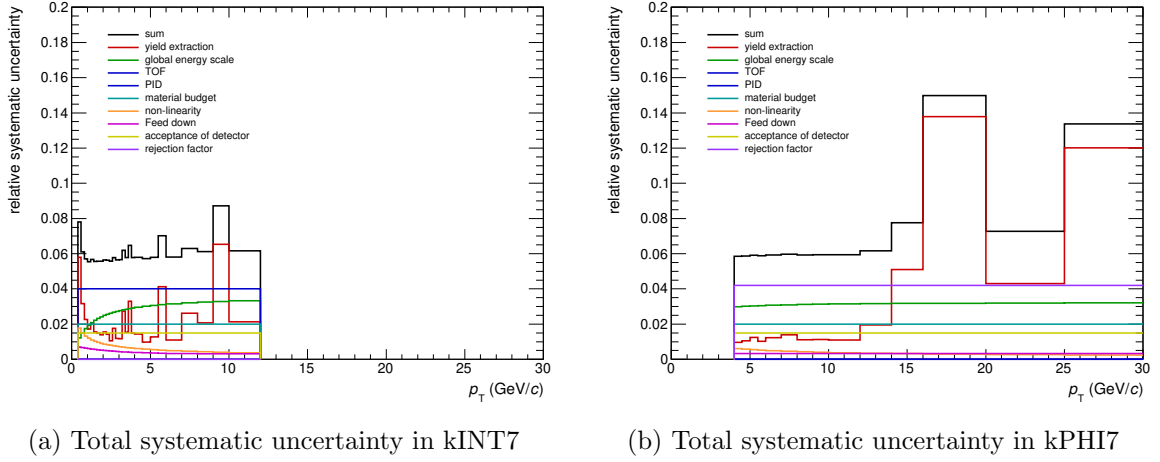 relative systematic uncertainty
0.2
0.18
0.16
0.14
0.12
0.1
0.08
0.06
0.04
0.02
0
sum
yield extraction
global energy scale
TOF
PID
material budget
non-linearity
Feed down
acceptance of detector
rejection factor
0 5 10 15 20 25 30
p_T (GeV/c)
(a) Total systematic uncertainty in kINT7
relative systematic uncertainty
0.2
0.18
0.16
0.14
0.12
0.1
0.08
0.06
0.04
0.02
0
sum
yield extraction
global energy scale
TOF
PID
material budget
non-linearity
Feed down
acceptance of detector
rejection factor
0 5 10 15 20 25 30
p_T (GeV/c)
(b) Total systematic uncertainty in kPHI7